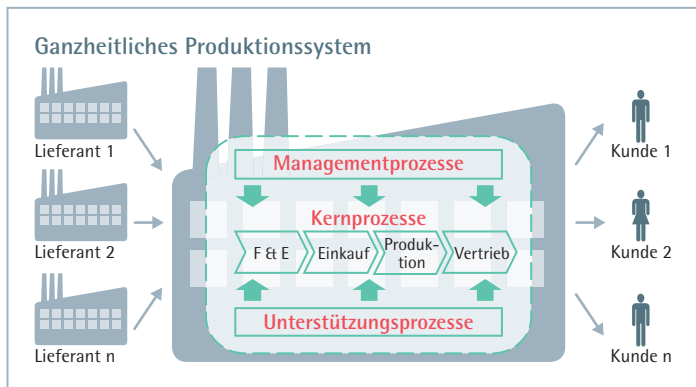 Ganzheitliches Produktionssystem
Lieferant 1
Lieferant 2
Lieferant n
Managementprozesse
Kernprozesse
F & E
Einkauf
Produk-
tion
Vertrieb
Unterstützungsprozesse
Kunde 1
Kunde 2
Kunde n